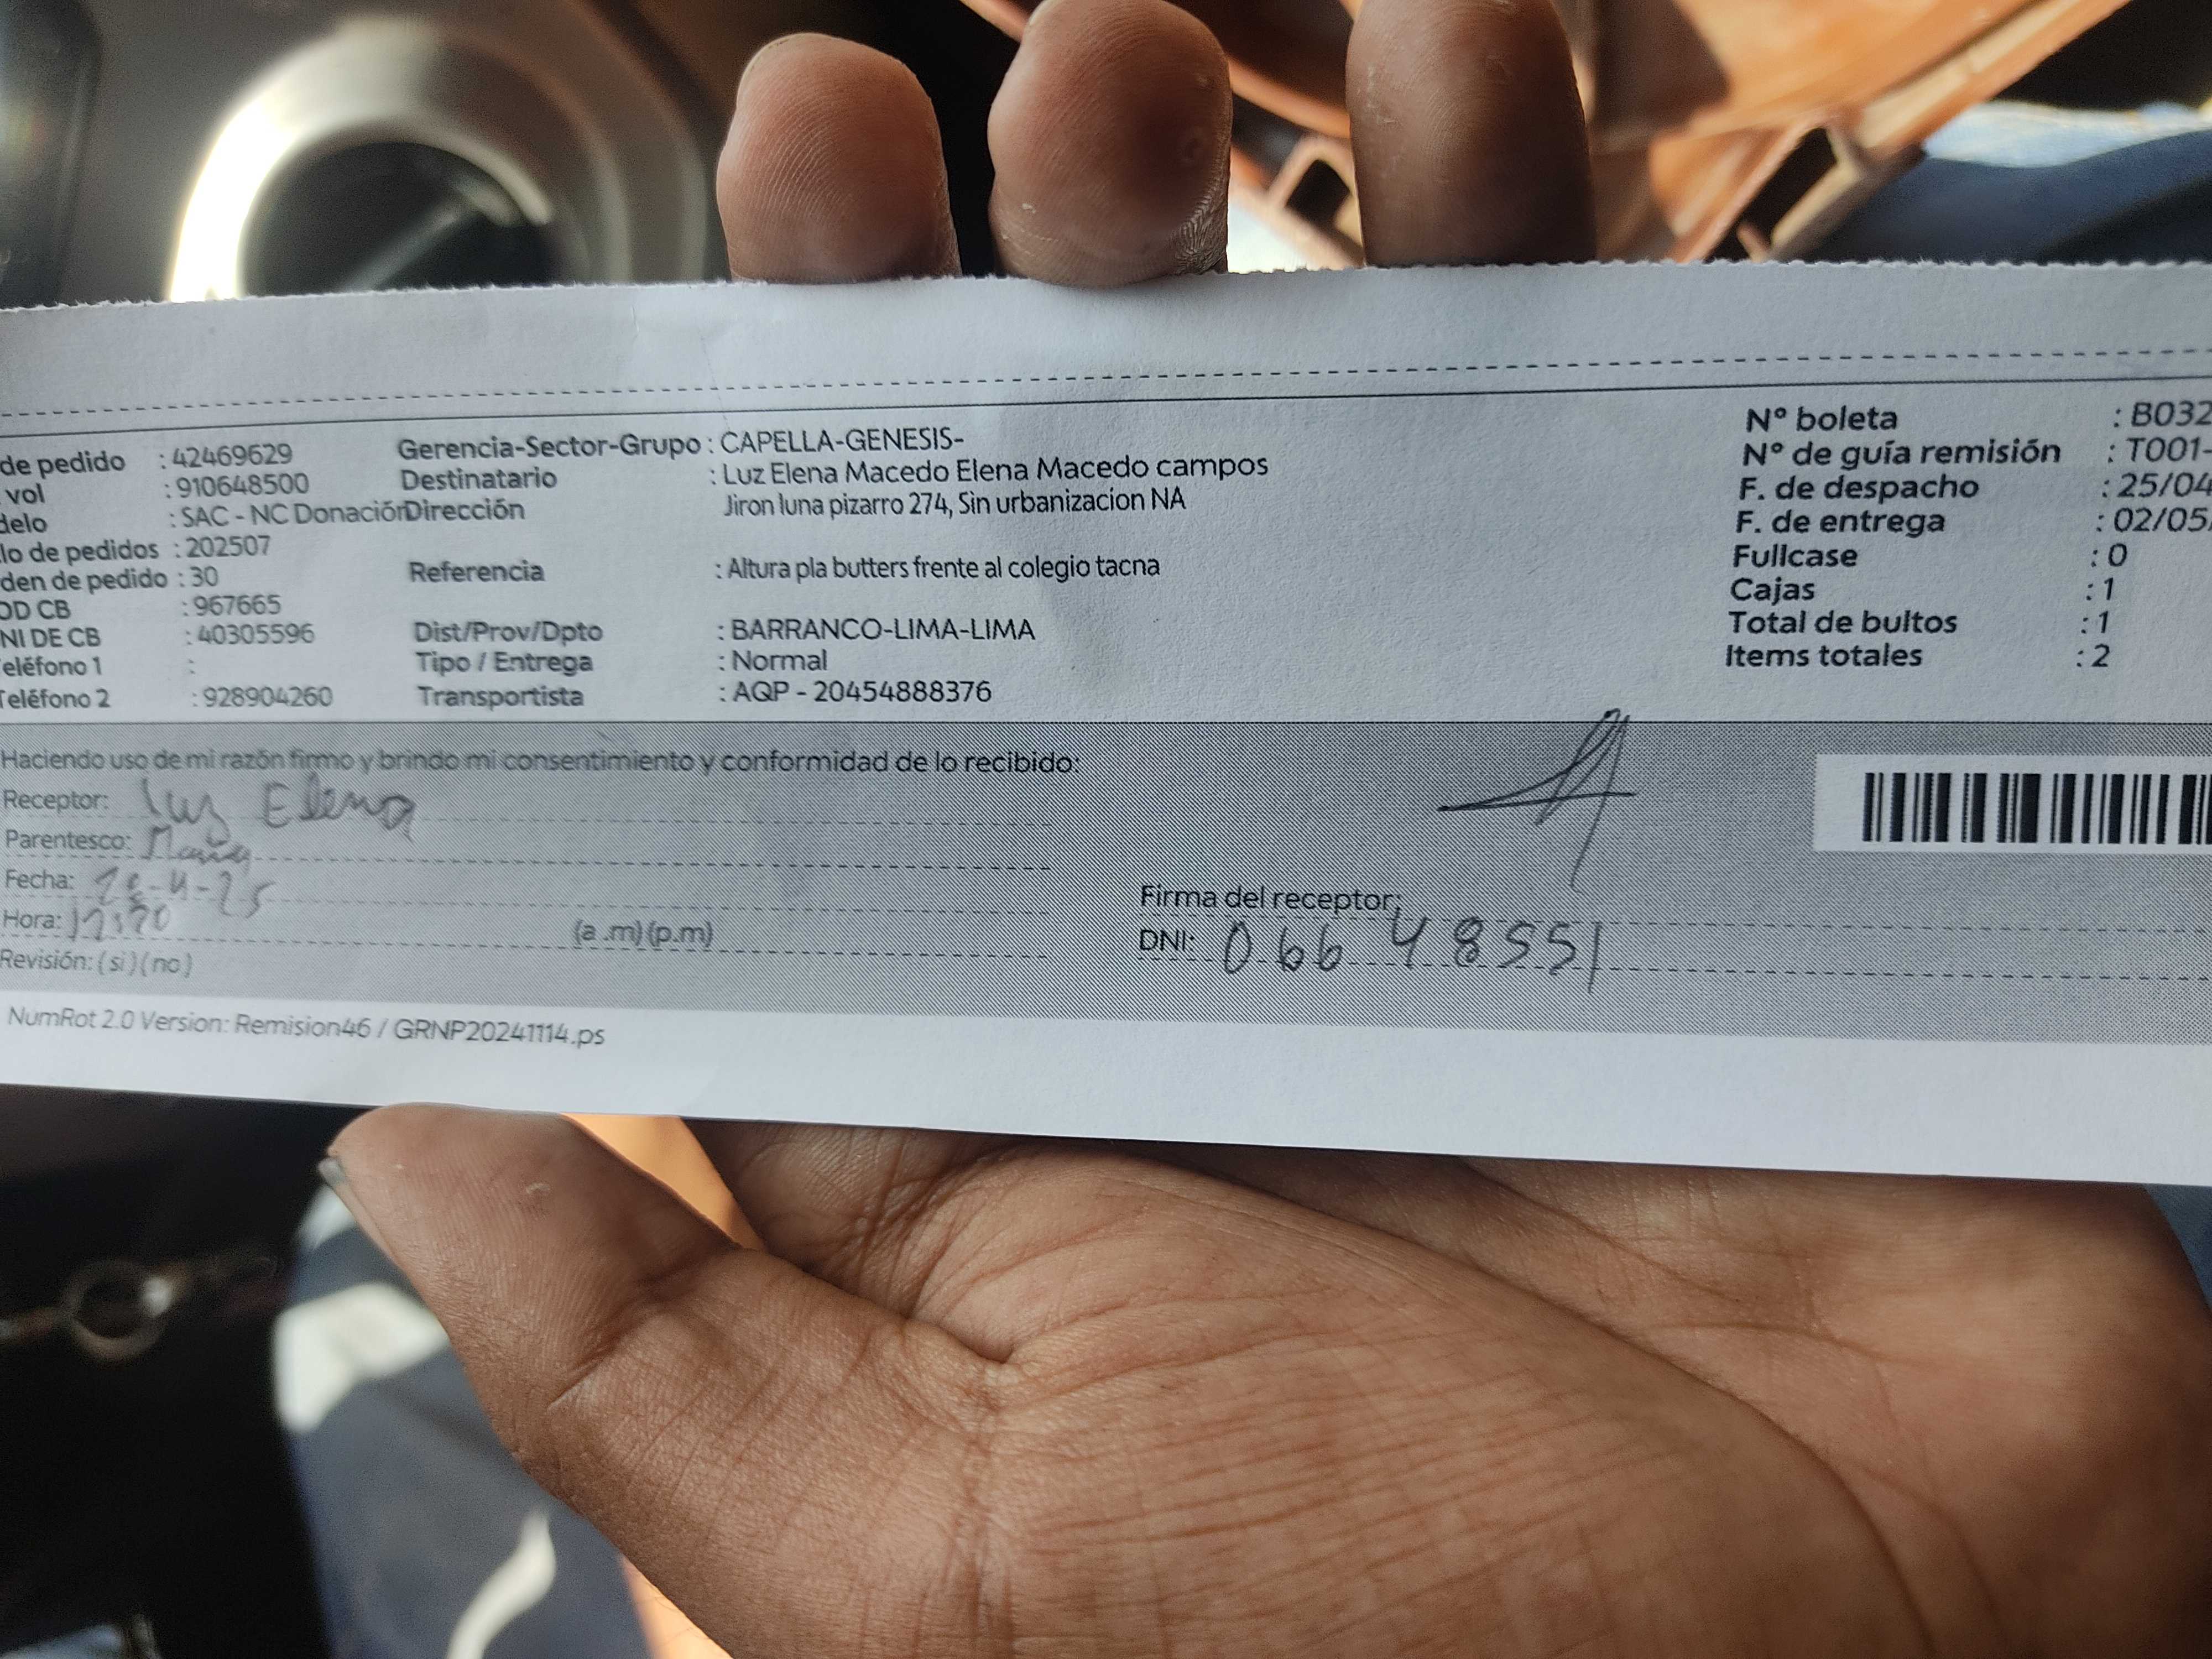 de pedido : 42469629 Gerencia-Sector-Grupo : CAPELLA-GENESIS- Nº boleta : B032
vol : 910648500 Destinatario : Luz Elena Macedo Elena Macedo campos Nº de guía remisión : T001-
delo : SAC - NC Donación Dirección Jiron luna pizarro 274, Sin urbanizacion NA F. de despacho : 25/04
lo de pedidos : 202507 F. de entrega : 02/05/
den de pedido : 30 Referencia : Altura pla butters frente al colegio tacna Fullcase : 0
OD CB : 967665 Cajas : 1
NI DE CB : 40305596 Dist/Prov/Dpto : BARRANCO-LIMA-LIMA Total de bultos : 1
eléfono 1 : Tipo / Entrega : Normal Items totales : 2
Teléfono 2 : 928904260 Transportista : AQP - 20454888376
Haciendo uso de mi razón firmo y brindo mi consentimiento y conformidad de lo recibido:
Receptor: Luz Elena
Parentesco:
Fecha: 28-4-25
Hora: (a .m) (p.m)
Revisión: ( si ) ( no )
Firma del receptor:
DNI: 06648551
NumRot 2.0 Version: Remision46 / GRNP20241114.ps